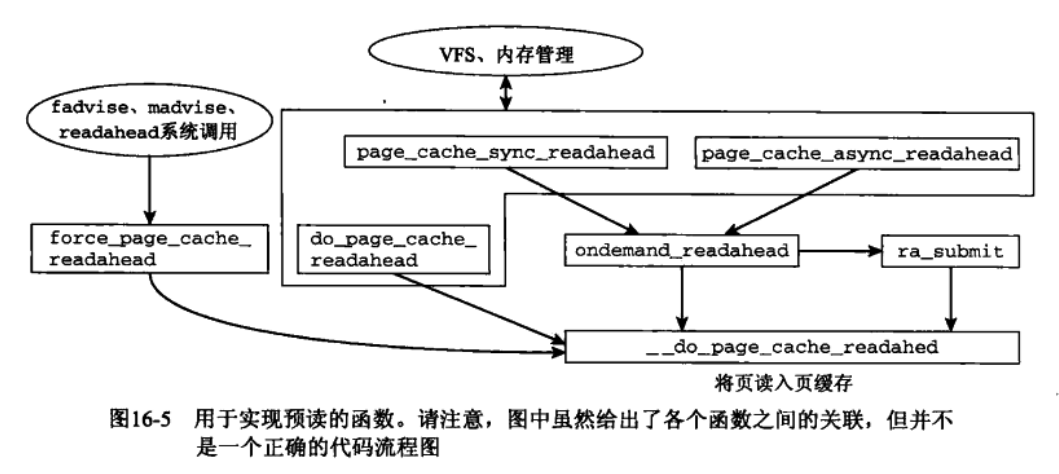 VFS、内存管理
fadvise、madvise、
readahead系统调用
page_cache_sync_readahead
page_cache_async_readahead
force_page_cache_
readahead
do_page_cache_
readahead
ondemand_readahead
ra_submit
__do_page_cache_readahed
将页读入页缓存
图16-5 用于实现预读的函数。请注意，图中虽然给出了各个函数之间的关联，但并不
是一个正确的代码流程图